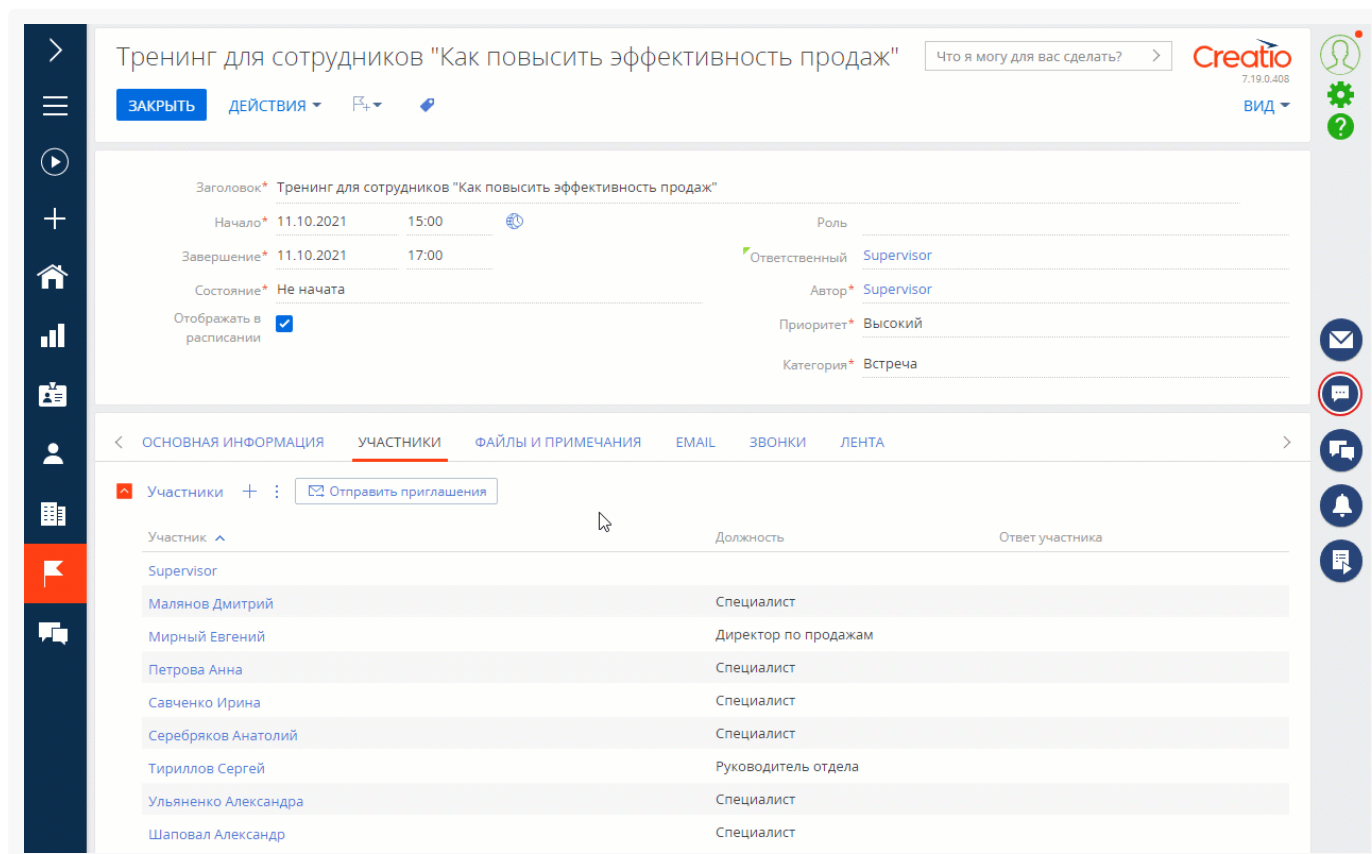 Тренинг для сотрудников "Как повысить эффективность продаж"
Что я могу для вас сделать?
Creatio
7.19.0.408
ЗАКРЫТЬ ДЕЙСТВИЯ ВИД
Заголовок* Тренинг для сотрудников "Как повысить эффективность продаж"
Начало* 11.10.2021 15:00 Роль
Завершение* 11.10.2021 17:00 Ответственный Supervisor
Состояние* Не начата Автор* Supervisor
Отображать в расписании Приоритет* Высокий
Категория* Встреча
ОСНОВНАЯ ИНФОРМАЦИЯ УЧАСТНИКИ ФАЙЛЫ И ПРИМЕЧАНИЯ EMAIL ЗВОНКИ ЛЕНТА
Участники Отправить приглашения
Участник Должность Ответ участника
Supervisor
Малянов Дмитрий Специалист
Мирный Евгений Директор по продажам
Петрова Анна Специалист
Савченко Ирина Специалист
Серебряков Анатолий Специалист
Тириллов Сергей Руководитель отдела
Ульяненко Александра Специалист
Шаповал Александр Специалист